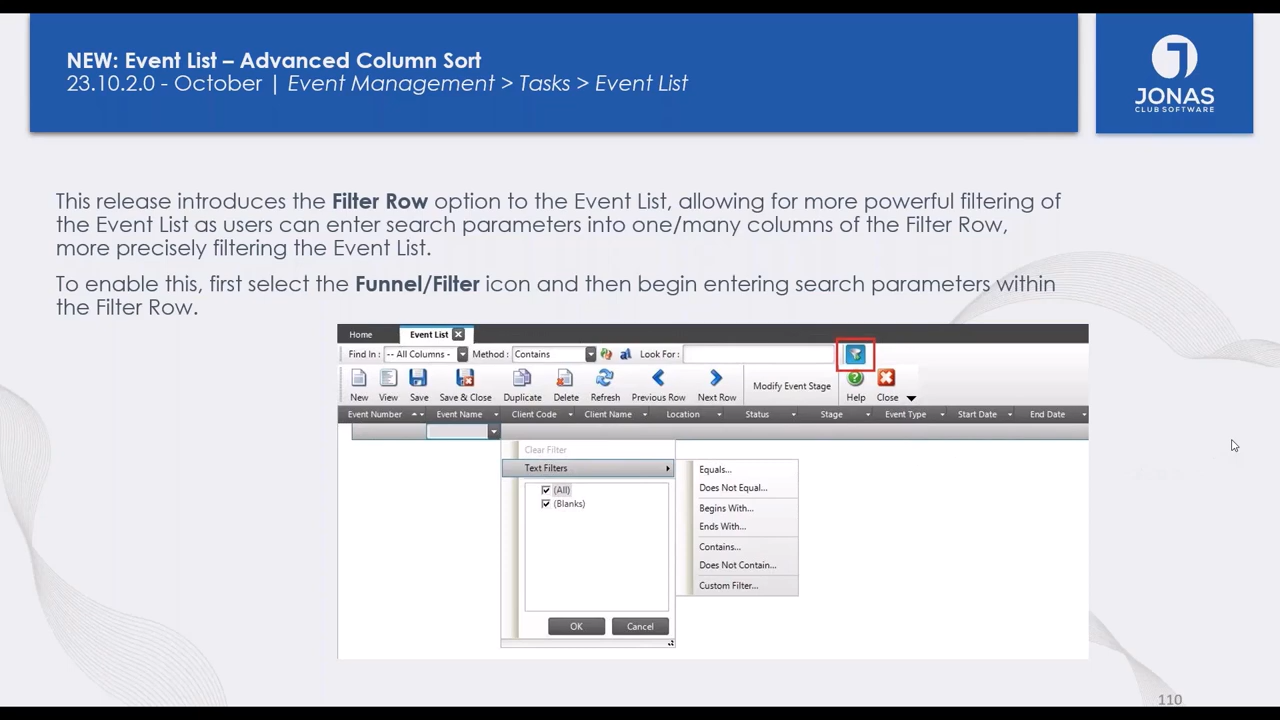 NEW: Event List – Advanced Column Sort
23.10.2.0 - October | Event Management > Tasks > Event List
JONAS
CLUB SOFTWARE
This release introduces the Filter Row option to the Event List, allowing for more powerful filtering of
the Event List as users can enter search parameters into one/many columns of the Filter Row,
more precisely filtering the Event List.
To enable this, first select the Funnel/Filter icon and then begin entering search parameters within
the Filter Row.
Home Event List
Find In : -- All Columns - Method : Contains Look For :
New View Save Save & Close Duplicate Delete Refresh Previous Row Next Row Modify Event Stage Help Close
Event Number Event Name Client Code Client Name Location Status Stage Event Type Start Date End Date
Clear Filter
Text Filters
(All)
(Blanks)
Equals...
Does Not Equal...
Begins With...
Ends With...
Contains...
Does Not Contain...
Custom Filter...
OK Cancel
110